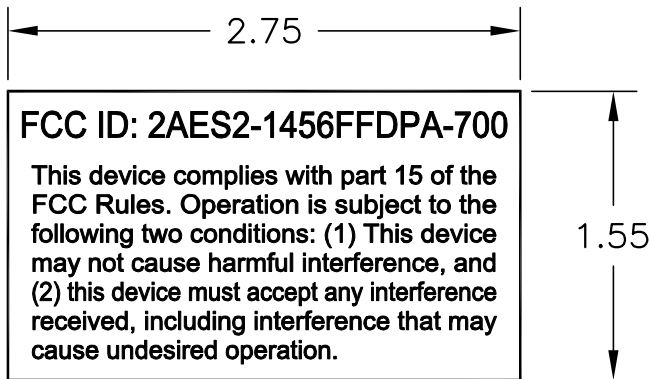 2.75
FCC ID: 2AES2-1456FFDPA-700
This device complies with part 15 of the
FCC Rules. Operation is subject to the
following two conditions: (1) This device
may not cause harmful interference, and
(2) this device must accept any interference
received, including interference that may
cause undesired operation.
1.55